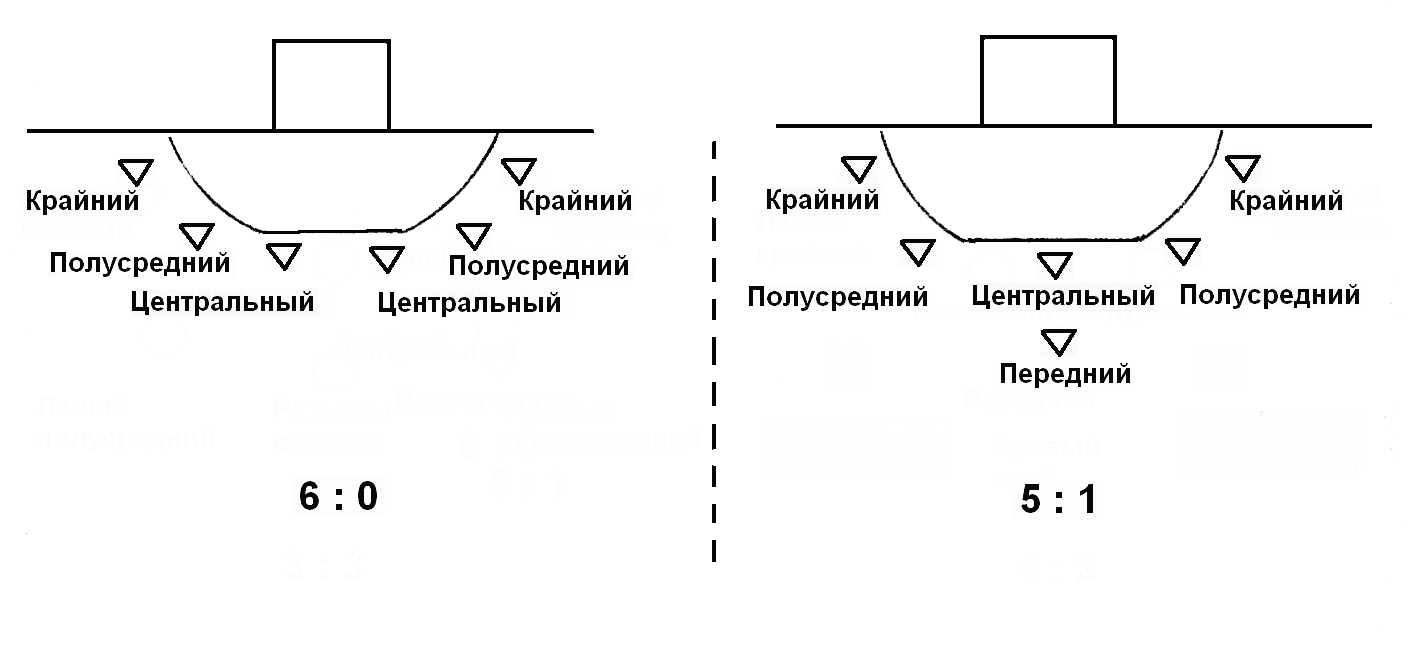 Крайний
Крайний
Полусредний
Полусредний
Центральный
Центральный
6 : 0
Крайний
Крайний
Полусредний
Центральный
Полусредний
Передний
5 : 1